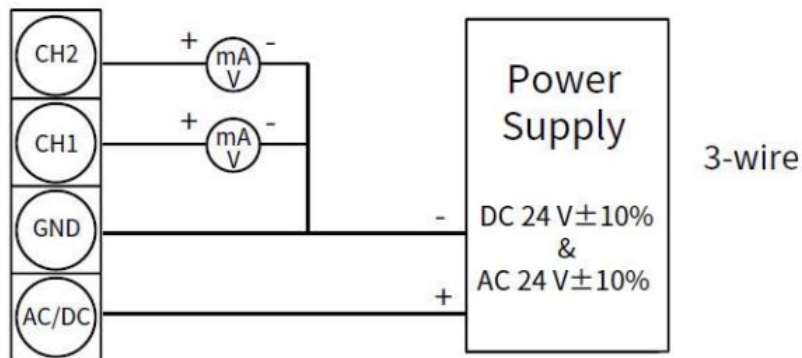 CH2
+ mA V -
CH1
+ mA V -
GND
-
AC/DC
+
Power
Supply
DC 24 V±10%
&
AC 24 V±10%
3-wire